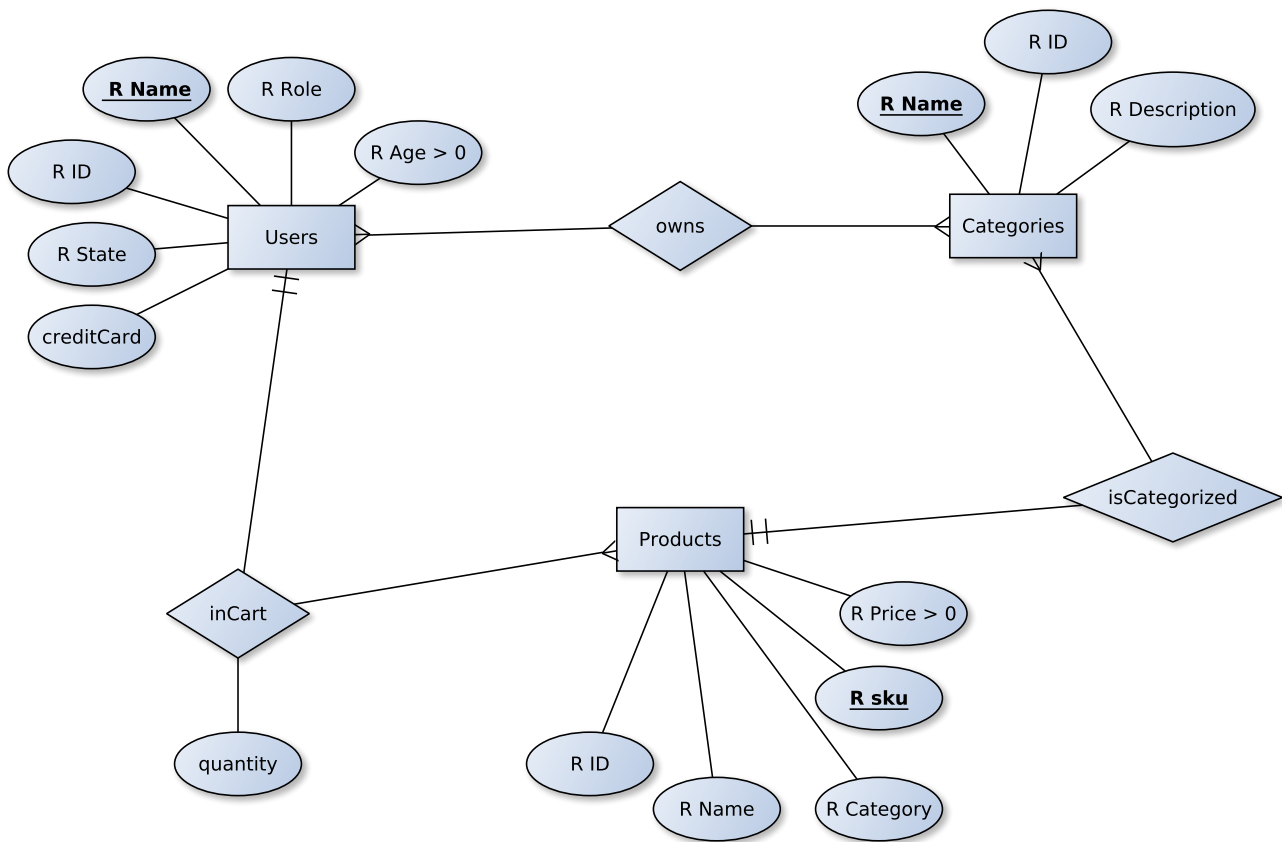 R ID
R Name
R Role
R Name
R Description
R Age > 0
R ID
Users
owns
Categories
R State
creditCard
isCategorized
Products
inCart
R Price > 0
R sku
quantity
R ID
R Name
R Category